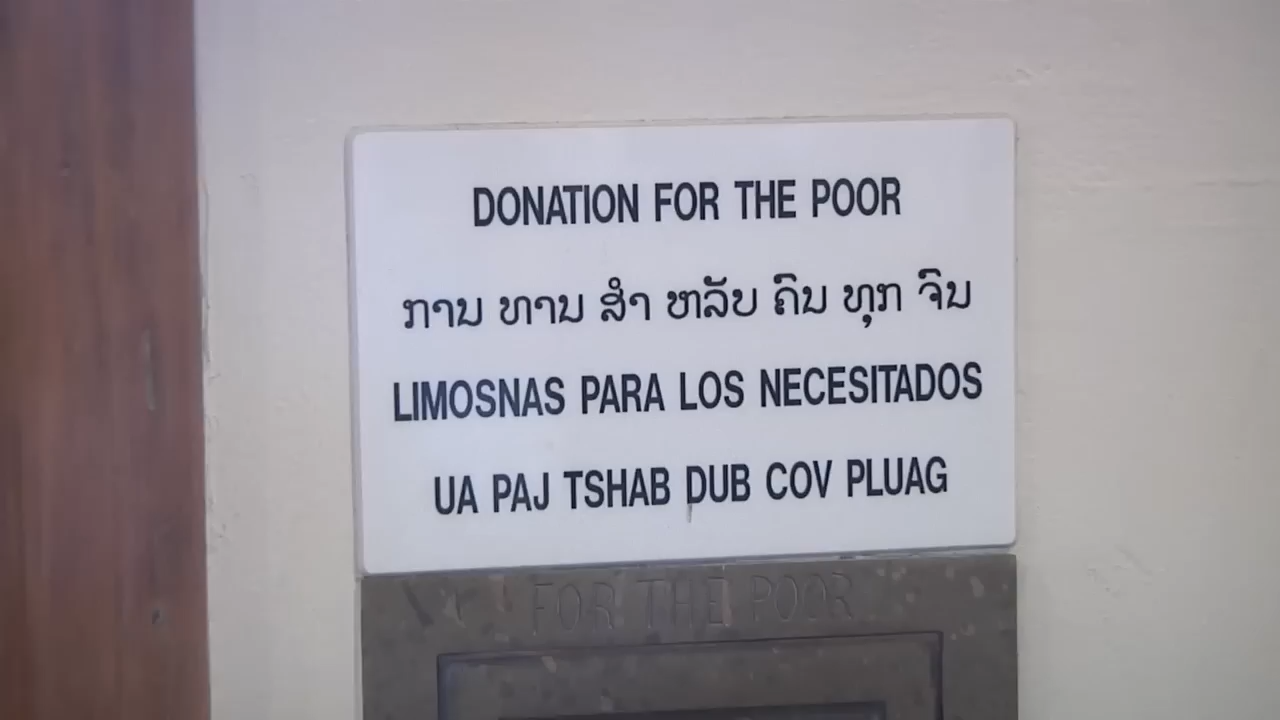 DONATION FOR THE POOR
ການ ທານ ສຳ ຫລັບ ຄົນ ທຸກ ຈົນ
LIMOSNAS PARA LOS NECESITADOS
UA PAJ TSHAB DUB COV PLUAG
FOR THE POOR